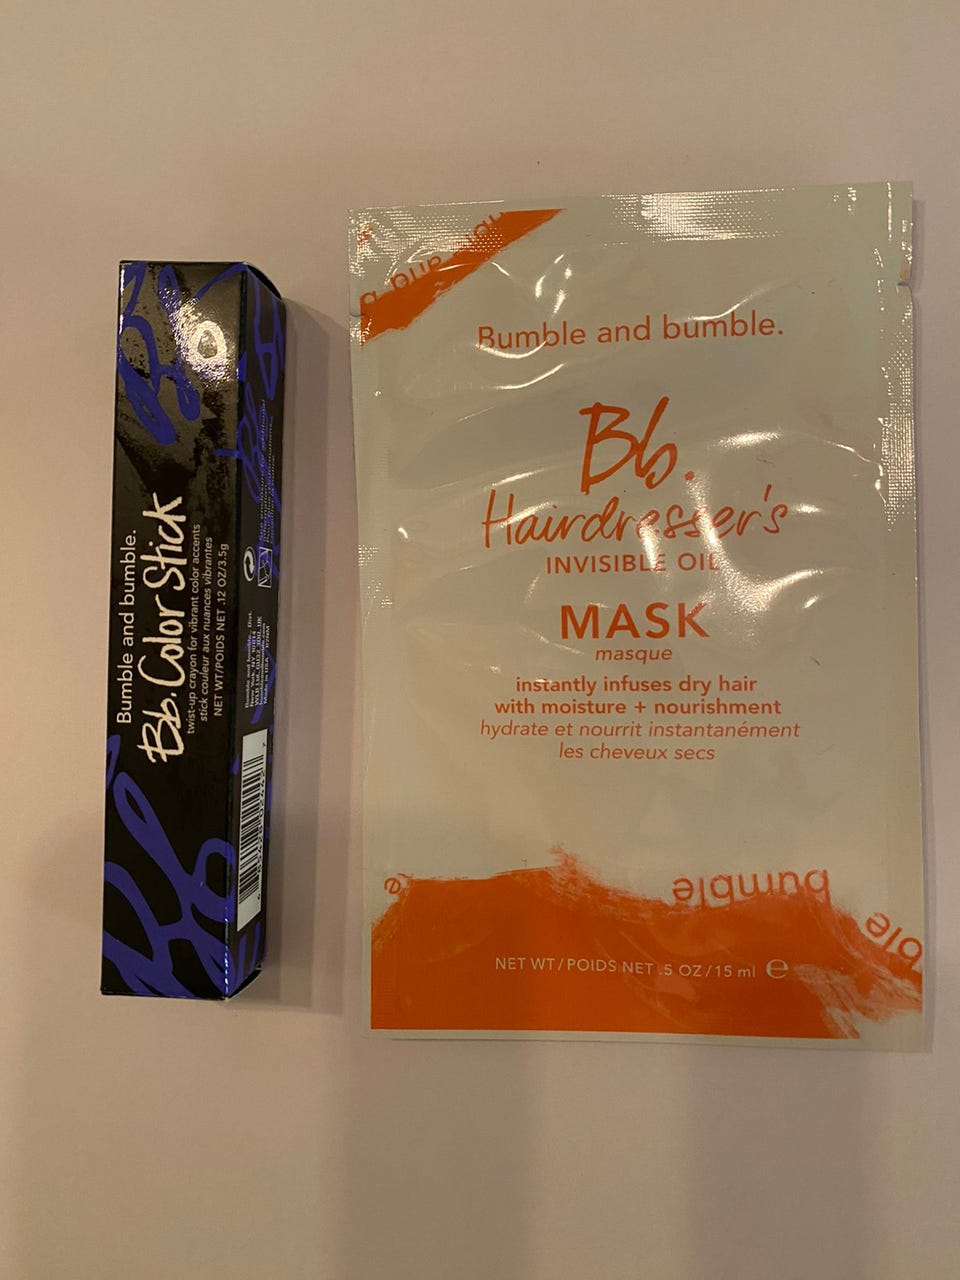 Bumble and bumble.
Bb. Color Stick
twist-up crayon for vibrant color accents
stick couleur aux nuances vibrantes
NET WT/POIDS NET .12 OZ/3.5g
and b
Bumble and bumble.
Bb.
Hairdresser's
INVISIBLE OIL
MASK
masque
instantly infuses dry hair
with moisture + nourishment
hydrate et nourrit instantanément
les cheveux secs
bumble
ble
NET WT/POIDS NET .5 OZ/15 ml e